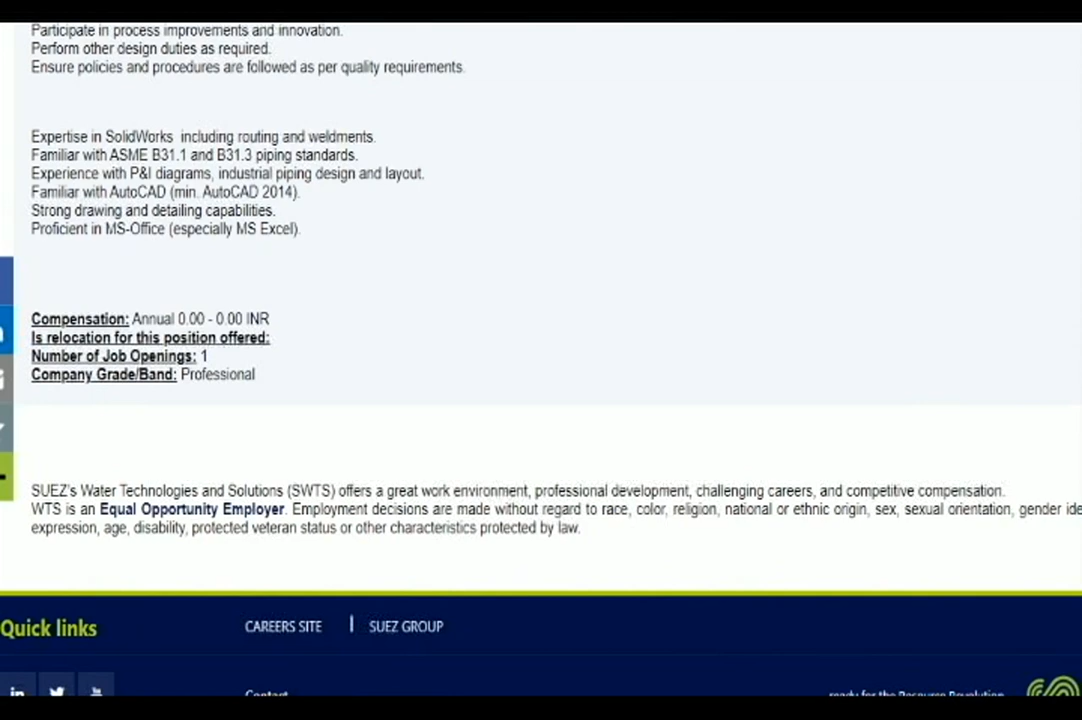 Participate in process improvements and innovation.
Perform other design duties as required.
Ensure policies and procedures are followed as per quality requirements.
Expertise in SolidWorks including routing and weldments.
Familiar with ASME B31.1 and B31.3 piping standards.
Experience with P&I diagrams, industrial piping design and layout.
Familiar with AutoCAD (min. AutoCAD 2014).
Strong drawing and detailing capabilities.
Proficient in MS-Office (especially MS Excel).
Compensation: Annual 0.00 - 0.00 INR
Is relocation for this position offered:
Number of Job Openings: 1
Company Grade/Band: Professional
SUEZ's Water Technologies and Solutions (SWTS) offers a great work environment, professional development, challenging careers, and competitive compensation.
WTS is an Equal Opportunity Employer. Employment decisions are made without regard to race, color, religion, national or ethnic origin, sex, sexual orientation, gender ide
expression, age, disability, protected veteran status or other characteristics protected by law.
Quick links CAREERS SITE | SUEZ GROUP
Contact ready for the Resource Revolution